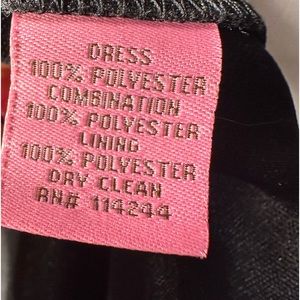 DRESS
100% POLYESTER
COMBINATION
100% POLYESTER
LINING
100% POLYESTER
DRY CLEAN
RN# 114244